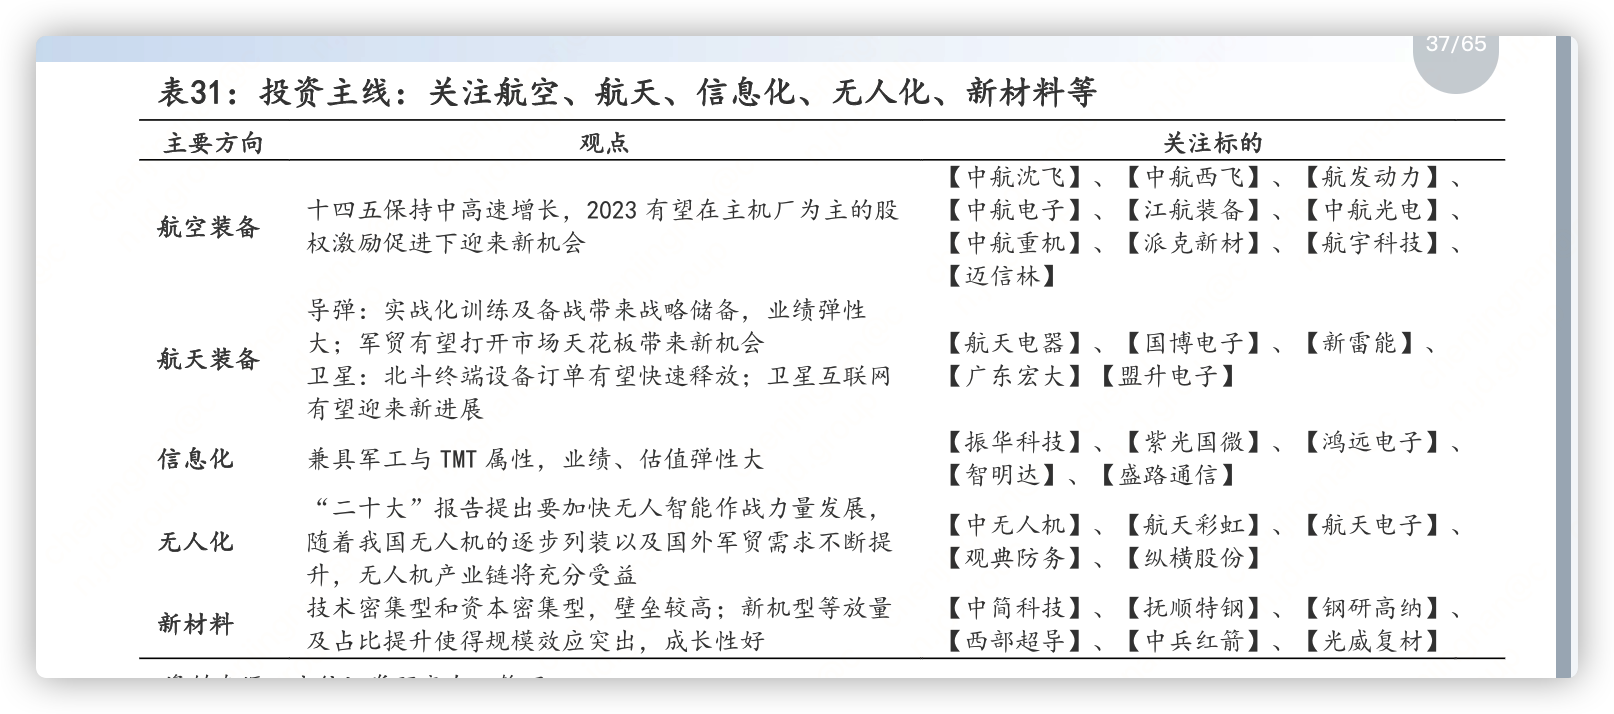 37/65
表31：投资主线：关注航空、航天、信息化、无人化、新材料等
主要方向 观点 关注标的
航空装备
十四五保持中高速增长，2023 有望在主机厂为主的股
权激励促进下迎来新机会
【中航沈飞】、【中航西飞】、【航发动力】、
【中航电子】、【江航装备】、【中航光电】、
【中航重机】、【派克新材】、【航宇科技】、
【迈信林】
航天装备
导弹：实战化训练及备战带来战略储备，业绩弹性
大；军贸有望打开市场天花板带来新机会
卫星：北斗终端设备订单有望快速释放；卫星互联网
有望迎来新进展
【航天电器】、【国博电子】、【新雷能】、
【广东宏大】【盟升电子】
信息化
兼具军工与 TMT 属性，业绩、估值弹性大
【振华科技】、【紫光国微】、【鸿远电子】、
【智明达】、【盛路通信】
无人化
“二十大”报告提出要加快无人智能作战力量发展，
随着我国无人机的逐步列装以及国外军贸需求不断提
升，无人机产业链将充分受益
【中无人机】、【航天彩虹】、【航天电子】、
【观典防务】、【纵横股份】
新材料
技术密集型和资本密集型，壁垒较高；新机型等放量
及占比提升使得规模效应突出，成长性好
【中简科技】、【抚顺特钢】、【钢研高纳】、
【西部超导】、【中兵红箭】、【光威复材】